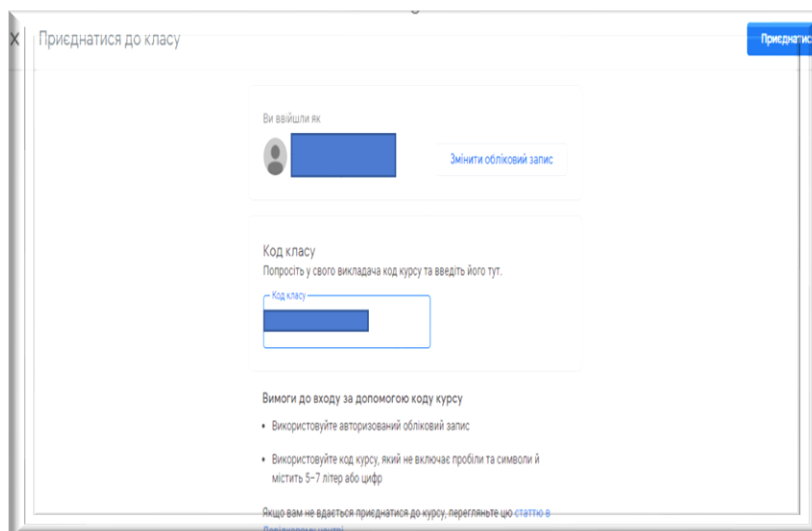 X Приєднатися до класу
Приєднатися
Ви ввійшли як
Змінити обліковий запис
Код класу
Попросіть у свого викладача код курсу та введіть його тут.
Код класу
Вимоги до входу за допомогою коду курсу
• Використовуйте авторизований обліковий запис
• Використовуйте код курсу, який не включає пробіли та символи й
містить 5–7 літер або цифр
Якщо вам не вдається приєднатися до курсу, перегляньте цю статтю в